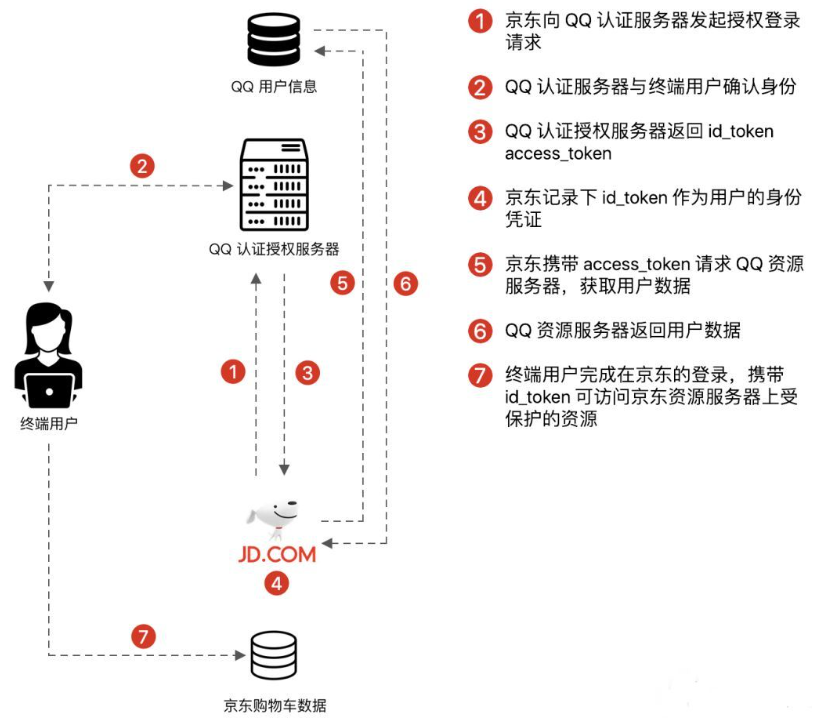 QQ 用户信息
2
QQ 认证授权服务器
5
6
1
3
终端用户
JD.COM
4
7
京东购物车数据
1 京东向 QQ 认证服务器发起授权登录
请求
2 QQ 认证服务器与终端用户确认身份
3 QQ 认证授权服务器返回 id_token
access_token
4 京东记录下 id_token 作为用户的身份
凭证
5 京东携带 access_token 请求 QQ 资源
服务器，获取用户数据
6 QQ 资源服务器返回用户数据
7 终端用户完成在京东的登录，携带
id_token 可访问京东资源服务器上受
保护的资源